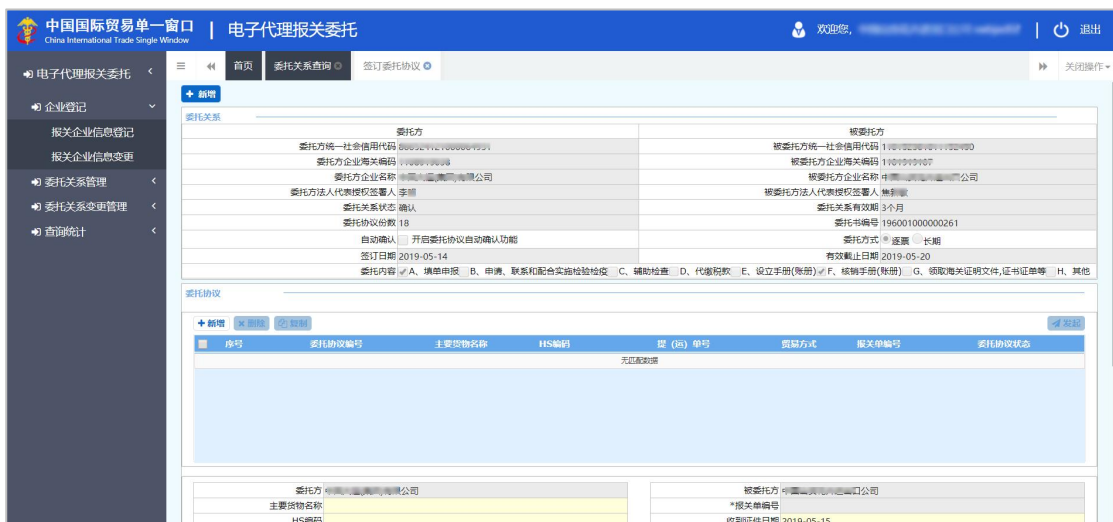 中国国际贸易单一窗口 | 电子代理报关委托 欢迎您, 退出
China International Trade Single Window
电子代理报关委托 首页 委托关系查询 签订委托协议 关闭操作
企业登记
报关企业信息登记
报关企业信息变更
委托关系管理
委托关系变更管理
查询统计
+ 新增
委托关系
委托方 被委托方
委托方统一社会信用代码 被委托方统一社会信用代码
委托方企业海关编码 被委托方企业海关编码
委托方企业名称 公司 被委托方企业名称 公司
委托方法人代表授权签署人 李 被委托方法人代表授权签署人 焦
委托关系状态 确认 委托关系有效期 3个月
委托协议份数 18 委托书编号 196001000000261
自动确认 开启委托协议自动确认功能 委托方式 逐票 长期
签订日期 2019-05-14 有效截止日期 2019-05-20
委托内容 A、填单申报 B、申请、联系和配合实施检验检疫 C、辅助检查 D、代缴税款 E、设立手册(账册) F、核销手册(账册) G、领取海关证明文件,证书证单等 H、其他
委托协议
+ 新增 × 删除 复制 发起
序号 委托协议编号 主要货物名称 HS编码 提(运)单号 贸易方式 报关单编号 委托协议状态
无匹配数据
委托方 公司 被委托方 口公司
主要货物名称 *报关单编号
HS编码 收到证件日期 2019-05-15